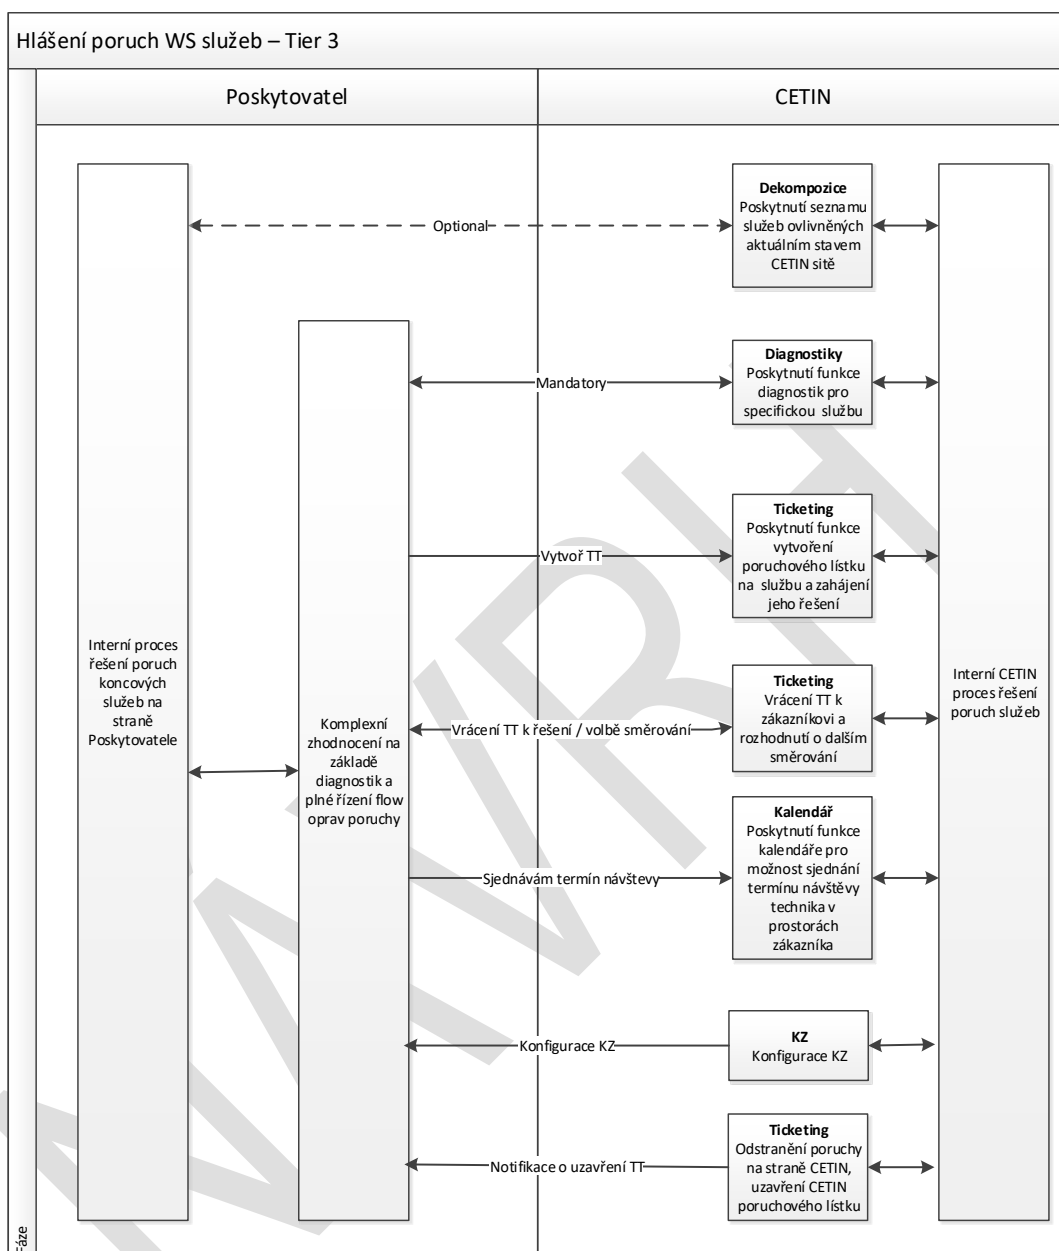 Hlášení poruch WS služeb – Tier 3
Poskytovatel
CETIN
Dekompozice
Poskytnutí seznamu
služeb ovlivněných
aktuálním stavem
CETIN sítě
Optional
Diagnostiky
Poskytnutí funkce
diagnostik pro
specifickou službu
Mandatory
Ticketing
Poskytnutí funkce
vytvoření
poruchového lístku
na službu a zahájení
jeho řešení
Vytvoř TT
Interní proces
řešení poruch
koncových
služeb na
straně
Poskytovatele
Komplexní
zhodnocení na
základě
diagnostik a
plné řízení flow
oprav poruchy
Vrácení TT k řešení / volbě směrování
Ticketing
Vrácení TT k
zákazníkovi a
rozhodnutí o dalším
směrování
Interní CETIN
proces řešení
poruch služeb
Kalendář
Poskytnutí funkce
kalendáře pro
možnost sjednání
termínu návštěvy
technika v
prostorách
zákazníka
Sjednávám termín návštevy
KZ
Konfigurace KZ
Konfigurace KZ
Ticketing
Odstranění poruchy
na straně CETIN,
uzavření CETIN
poruchového lístku
Notifikace o uzavření TT
Fáze
NÁVRH